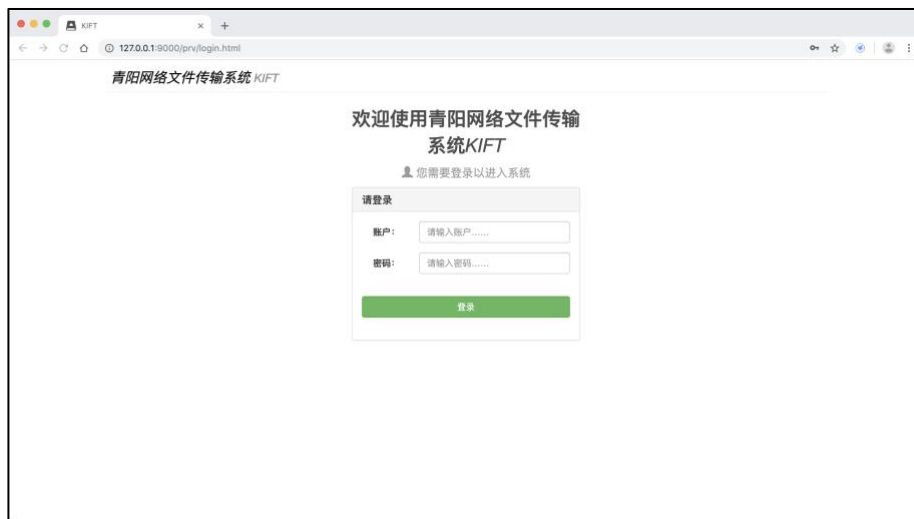 KIFT
127.0.0.1:9000/prv/login.html
青阳网络文件传输系统 KIFT
欢迎使用青阳网络文件传输
系统KIFT
您需要登录以进入系统
请登录
账户：
请输入账户……
密码：
请输入密码……
登录